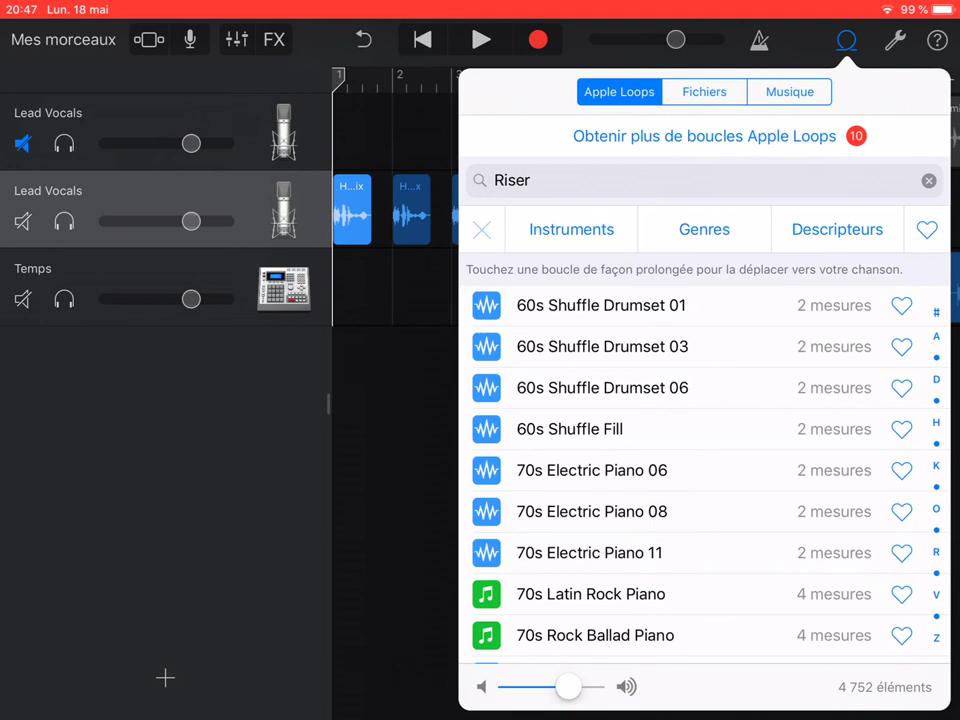 20:47 Lun. 18 mai 99 %
Mes morceaux FX
1 2 3
Apple Loops Fichiers Musique
Obtenir plus de boucles Apple Loops 10
Riser
Instruments Genres Descripteurs
Touchez une boucle de façon prolongée pour la déplacer vers votre chanson.
Lead Vocals
Lead Vocals
H...ix H...x
Temps
60s Shuffle Drumset 01 2 mesures
60s Shuffle Drumset 03 2 mesures
60s Shuffle Drumset 06 2 mesures
60s Shuffle Fill 2 mesures
70s Electric Piano 06 2 mesures
70s Electric Piano 08 2 mesures
70s Electric Piano 11 2 mesures
70s Latin Rock Piano 4 mesures
70s Rock Ballad Piano 4 mesures
#
A
D
H
K
O
R
V
Z
4 752 éléments